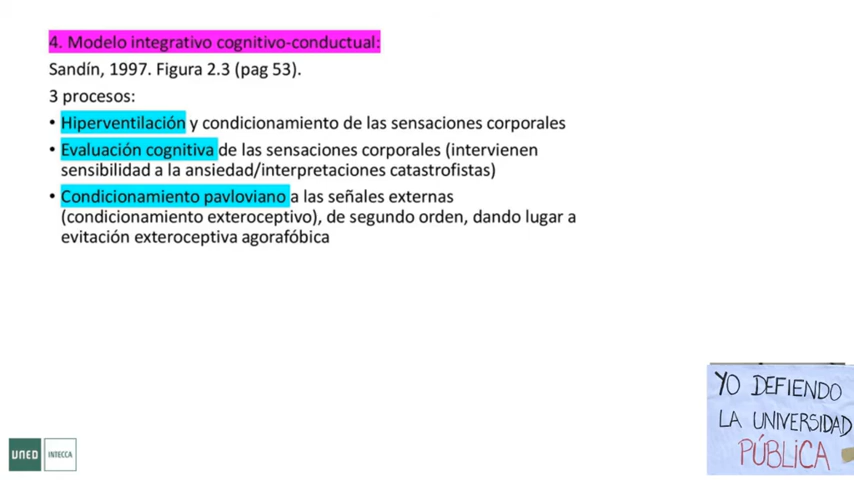 4. Modelo integrativo cognitivo-conductual:
Sandín, 1997. Figura 2.3 (pag 53).
3 procesos:
• Hiperventilación y condicionamiento de las sensaciones corporales
• Evaluación cognitiva de las sensaciones corporales (intervienen
sensibilidad a la ansiedad/interpretaciones catastrofistas)
• Condicionamiento pavloviano a las señales externas
(condicionamiento exteroceptivo), de segundo orden, dando lugar a
evitación exteroceptiva agorafóbica
YO DEFIENDO
LA UNIVERSIDAD
PÚBLICA
UNED INTECCA